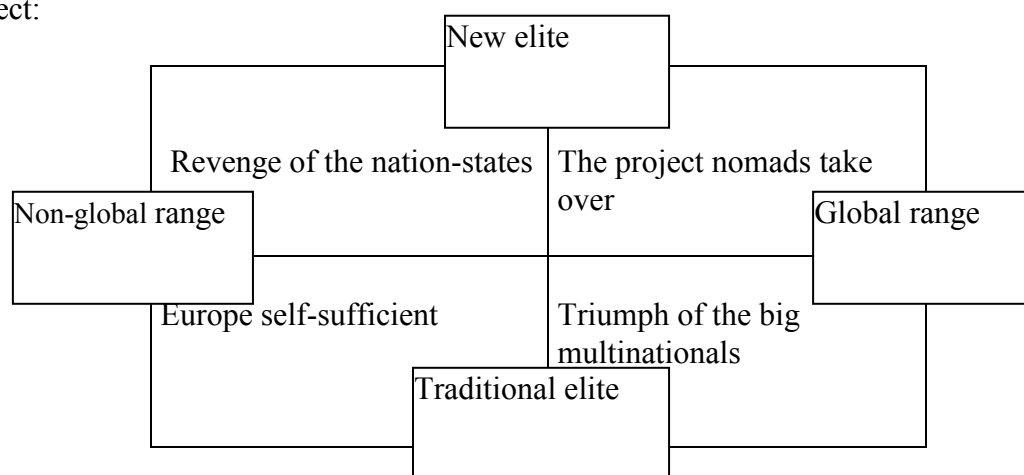 ect:
New elite
Revenge of the nation-states
The project nomads take
over
Non-global range
Global range
Europe self-sufficient
Triumph of the big
multinationals
Traditional elite